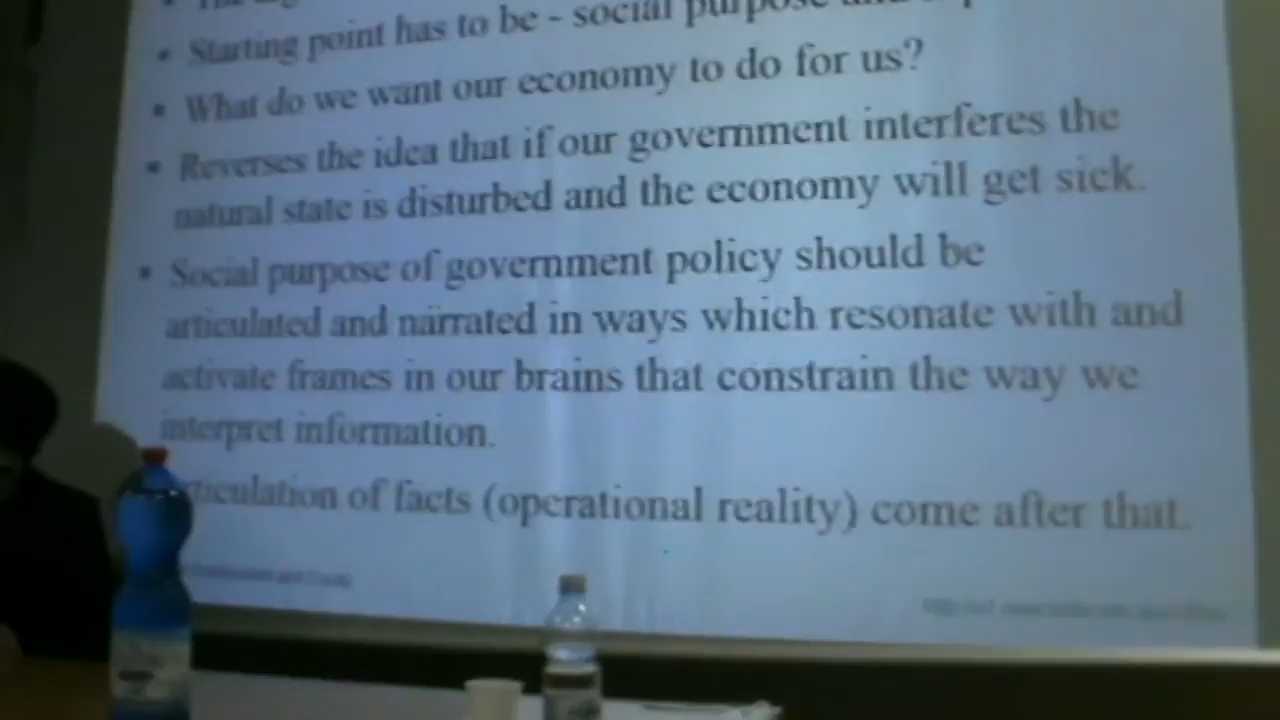 Starting point has to be - social purpose
What do we want our economy to do for us?
Reverses the idea that if our government interferes the
natural state is disturbed and the economy will get sick.
Social purpose of government policy should be
articulated and narrated in ways which resonate with and
activate frames in our brains that constrain the way we
interpret information.
of facts (operational reality) come after that.